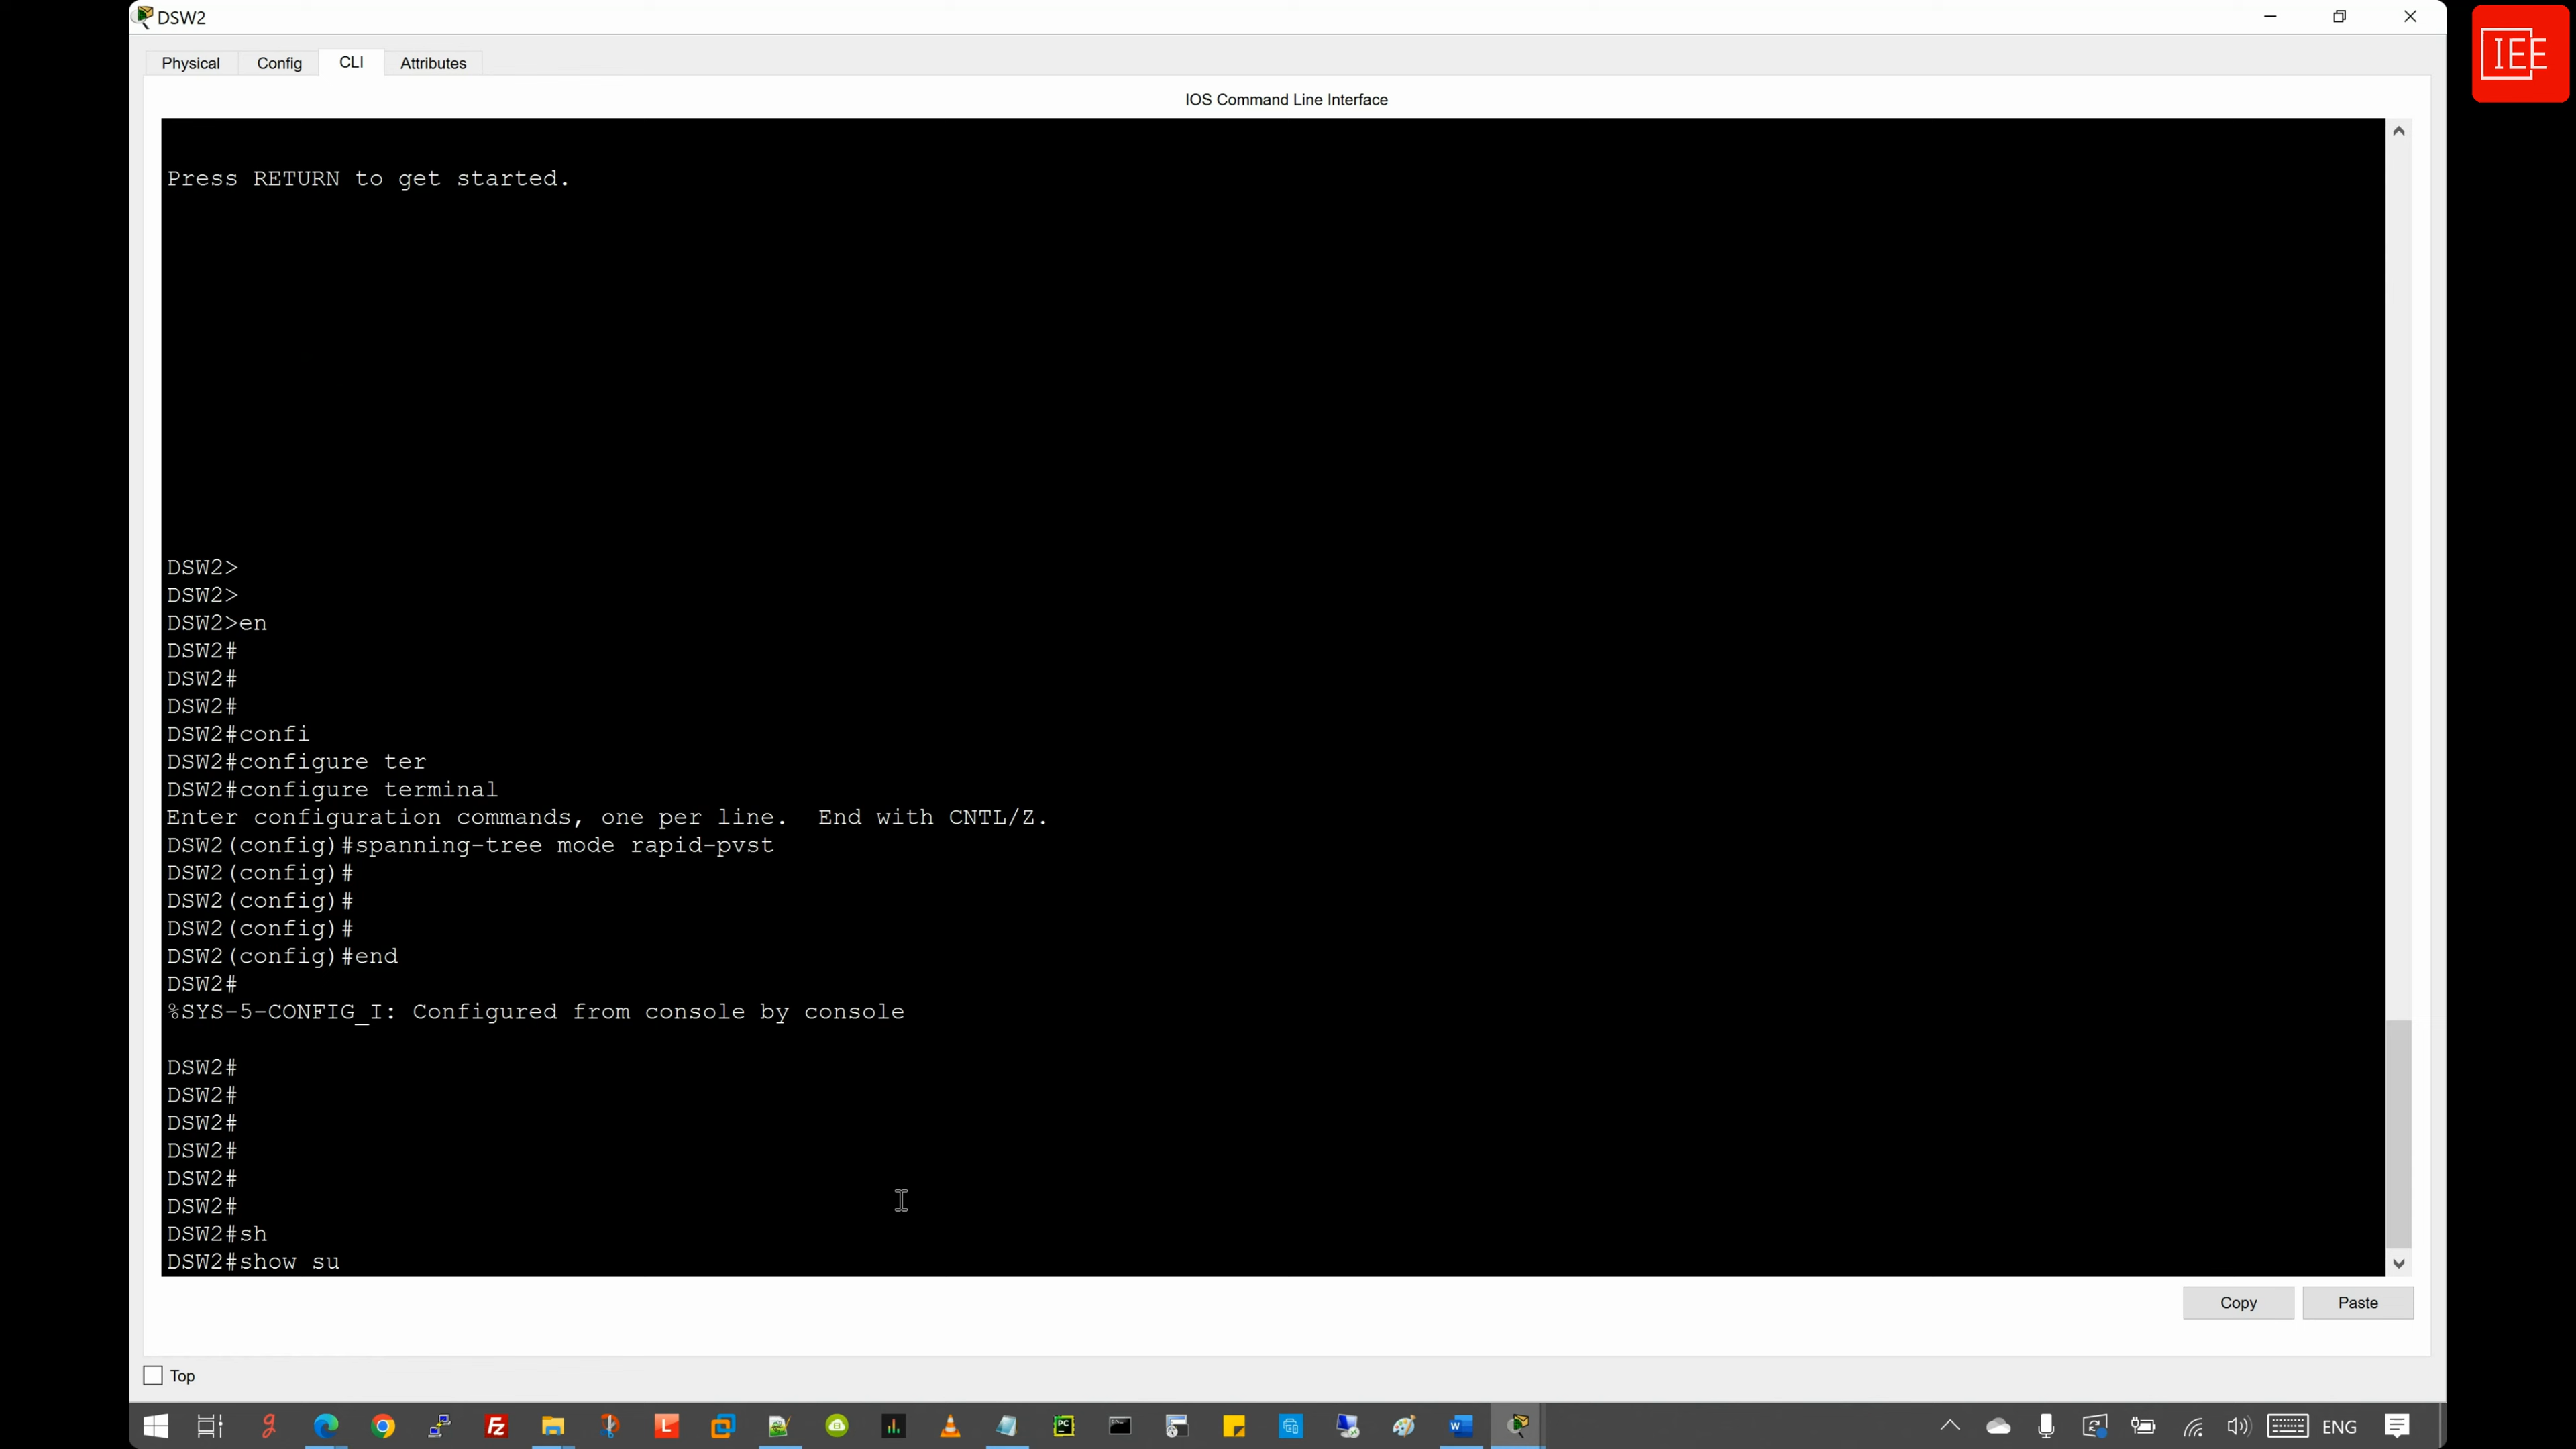 DSW2
IEE
Physical Config CLI Attributes
IOS Command Line Interface
Press RETURN to get started.
DSW2>
DSW2>
DSW2>en
DSW2#
DSW2#
DSW2#
DSW2#confi
DSW2#configure ter
DSW2#configure terminal
Enter configuration commands, one per line.  End with CNTL/Z.
DSW2(config)#spanning-tree mode rapid-pvst
DSW2(config)#
DSW2(config)#
DSW2(config)#
DSW2(config)#end
DSW2#
%SYS-5-CONFIG_I: Configured from console by console
DSW2#
DSW2#
DSW2#
DSW2#
DSW2#
DSW2#
DSW2#sh
DSW2#show su
Copy Paste
Top
ENG